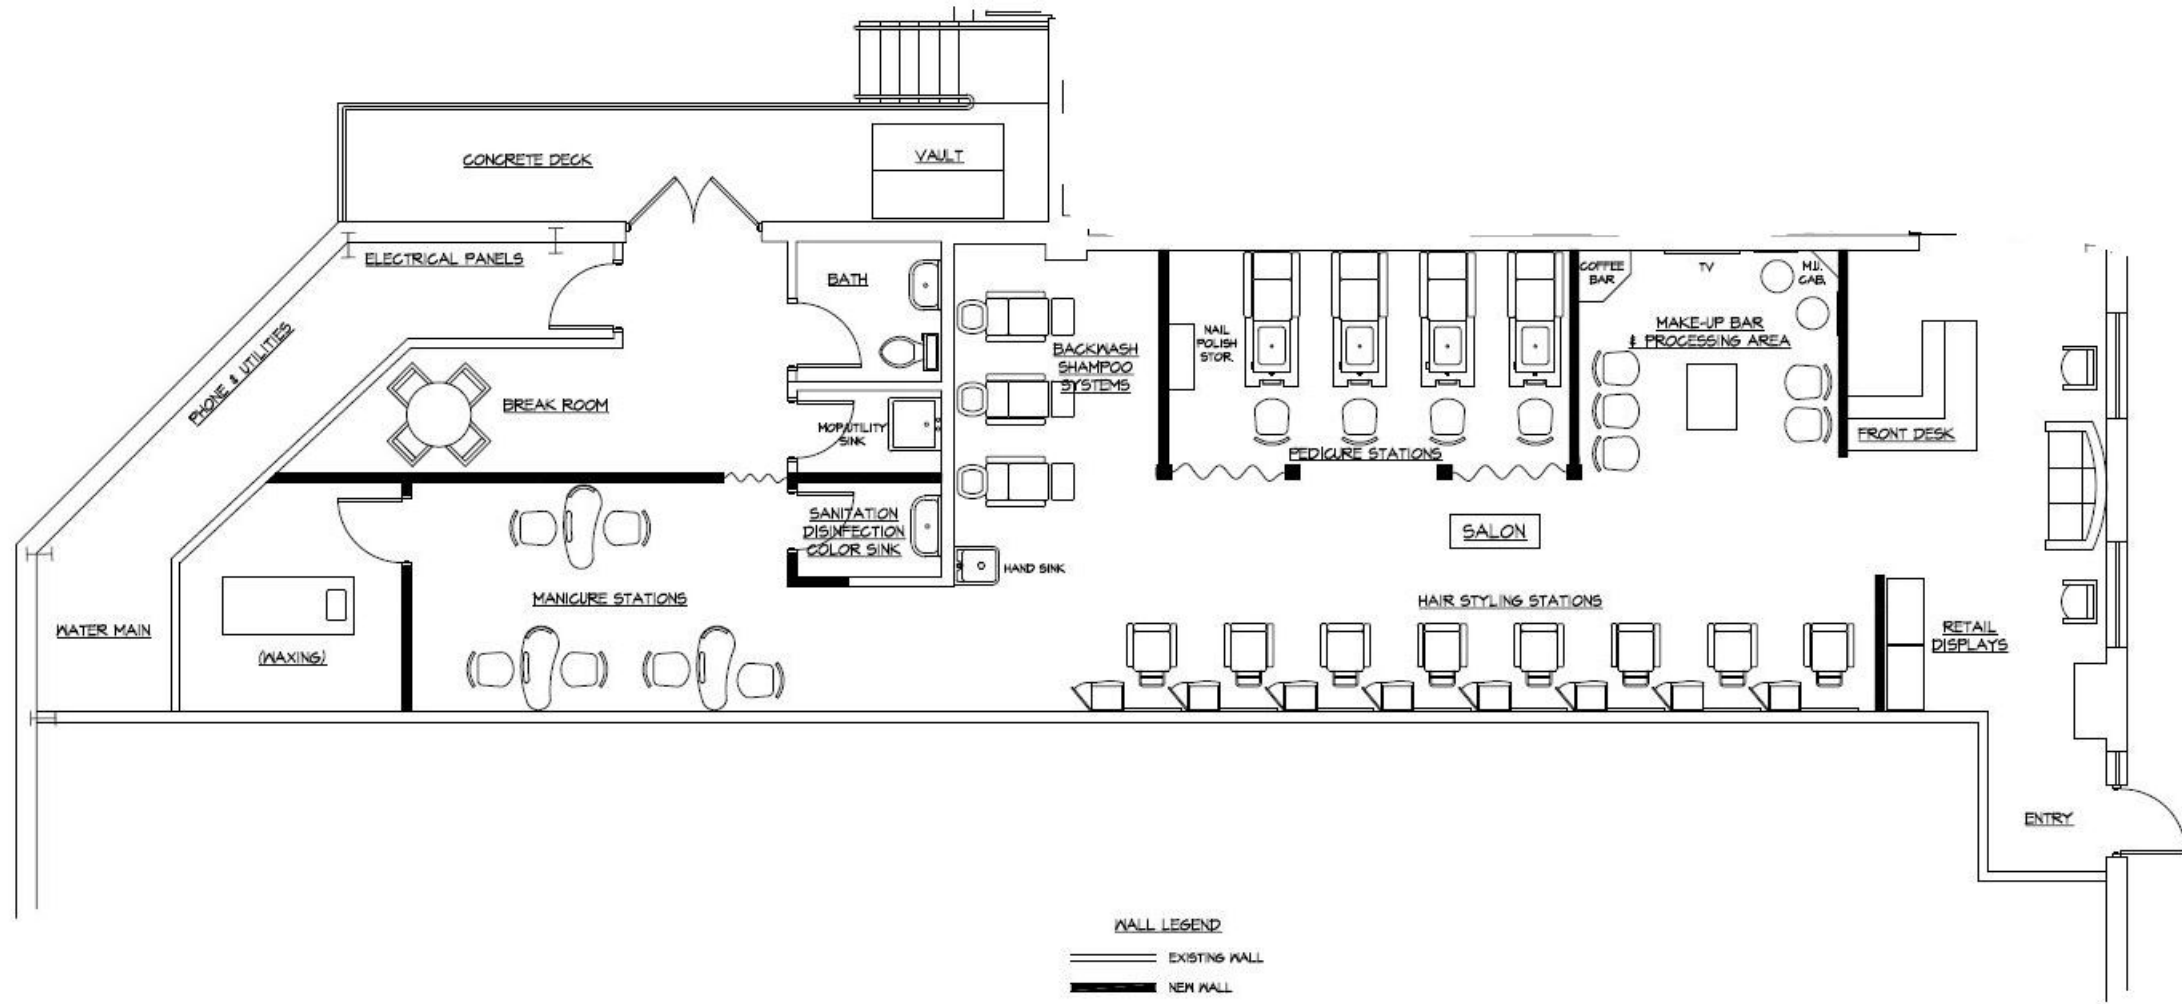 CONCRETE DECK
VAULT
ELECTRICAL PANELS
PHONE & UTILITIES
BATH
BREAK ROOM
MOP/UTILITY
SINK
SANITATION
DISINFECTION
COLOR SINK
BACKWASH
SHAMPOO
SYSTEMS
NAIL
POLISH
STOR.
PEDICURE STATIONS
COFFEE
BAR
TV
M.U.
CAB.
MAKE-UP BAR
& PROCESSING AREA
FRONT DESK
SALON
HAND SINK
MANICURE STATIONS
HAIR STYLING STATIONS
WATER MAIN
(WAXING)
RETAIL
DISPLAYS
ENTRY
WALL LEGEND
EXISTING WALL
NEW WALL